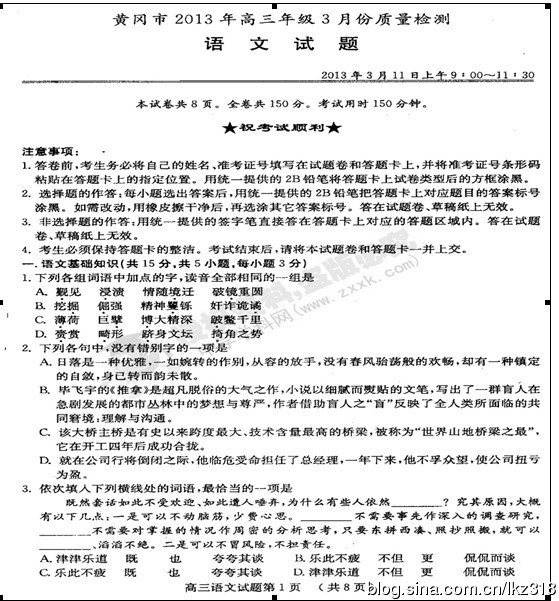 黄冈市2013年高三年级3月份质量检测
语文试题
2013年3月11日上午9:00~11:30
本试卷共8页。全卷共150分。考试用时150分钟。
★祝考试顺利★
注意事项:
1. 答卷前,考生务必将自己的姓名、准考证号填写在试题卷和答题卡上,并将准考证号条形码
粘贴在答题卡上的指定位置。用统一提供的2B铅笔将答题卡上试卷类型后的方框涂黑。
2. 选择题的作答:每小题选出答案后,用统一提供的2B铅笔把答题卡上对应题目的答案标号
涂黑。如需改动,用橡皮擦干净后,再选涂其它答案标号。答在试题卷、草稿纸上无效。
3. 非选择题的作答:用统一提供的签字笔直接答在答题卡上对应的答题区域内。答在试题
卷、草稿纸上无效。
4. 考生必须保持答题卡的整洁。考试结束后,请将本试题卷和答题卡一并上交。
一. 语文基础知识(共15分,共5小题,每小题3分)
1. 下列各组词语中加点的字,读音全部相同的一组是
A. 觐见 浸渍 情随境迁 破镜重圆
B. 挖掘 倔强 精神矍铄 奸诈诡谲
C. 薄荷 巨擘 博大精深 跛鳖千里
D. 赍赏 畸形 跻身文坛 掎角之势
2. 下列各句中,没有错别字的一项是
A. 日落是一种优雅,一如婉转的作别,从容的放手,没有春风骀荡般的欢畅,却有一种镇定
的自敛,身已转而韵未散。
B. 毕飞宇的《推拿》是超凡脱俗的大气之作,小说以细腻而熨贴的文笔,写出了一群盲人在
急剧发展的都市丛林中的梦想与尊严,作者借助盲人之“盲”反映了全人类所面临的共
同窘境:理解与沟通。
C. 该大桥主桥是有史以来跨度最大、技术含量最高的桥梁,被称为“世界山地桥梁之最”,
它在开工四年后成功合拢。
D. 就在公司行将倒闭之际,他临危受命担任了总经理,一年下来,他不孚众望,使公司扭亏
为盈。
3. 依次填入下列横线处的词语,最恰当的一项是
既然套话如此不受欢迎、如此遭人唾弃,为什么有些人依然________? 究其原因,大概
有以下几点:一是可以不动脑筋,少费心思。________不需要事先作深入的调查研究,
________不需要对掌握的情况作周密的分析思考,只要东拼西凑、照抄照搬,就可以
________、滔滔不绝。二是可以不冒风险,不担责任。
A. 津津乐道 既 也 夸夸其谈 B. 乐此不疲 不但 更 侃侃而谈
C. 乐此不疲 既 也 夸夸其谈 D. 津津乐道 不但 更 侃侃而谈
高三语文试题第1页 (共8页)
www.zxxk.com
blog.sina.com.cn/lkz318